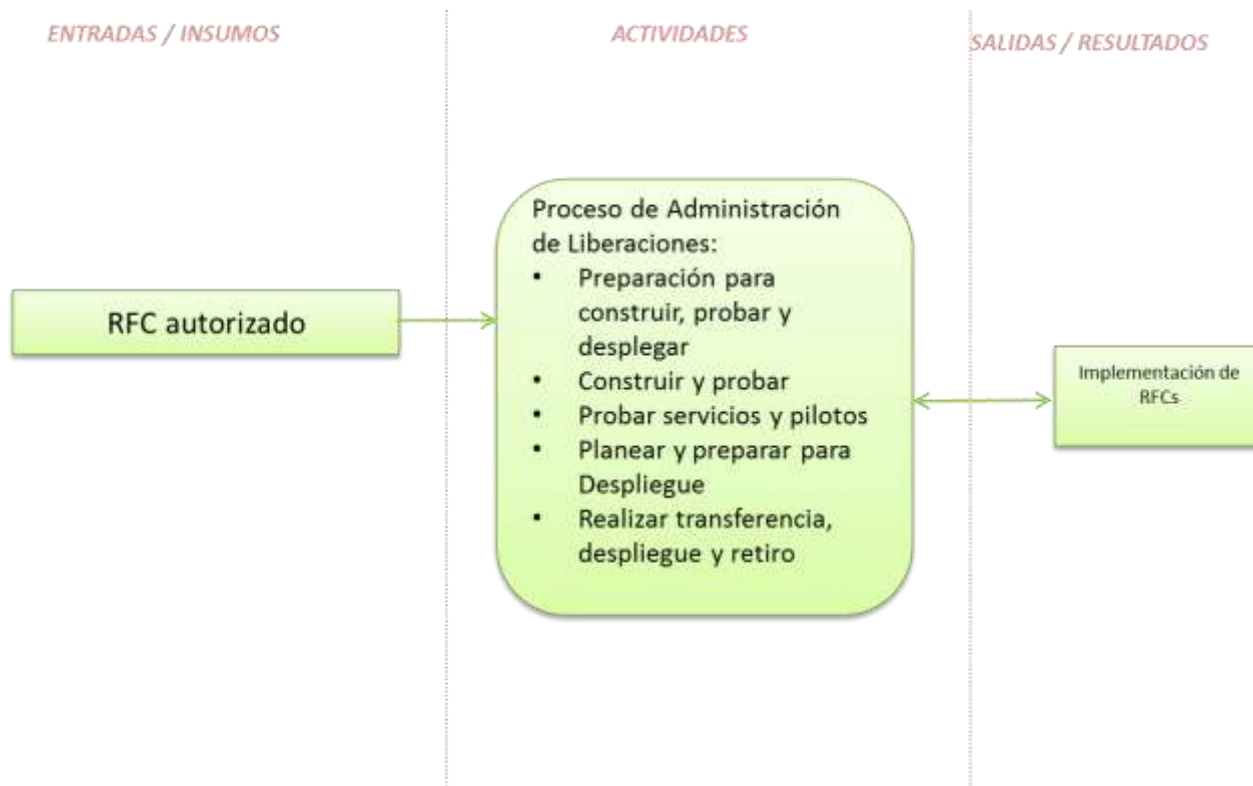 ENTRADAS / INSUMOS
ACTIVIDADES
SALIDAS / RESULTADOS
RFC autorizado
Proceso de Administración
de Liberaciones:
• Preparación para
construir, probar y
desplegar
• Construir y probar
• Probar servicios y pilotos
• Planear y preparar para
Despliegue
• Realizar transferencia,
despliegue y retiro
Implementación de
RFCs